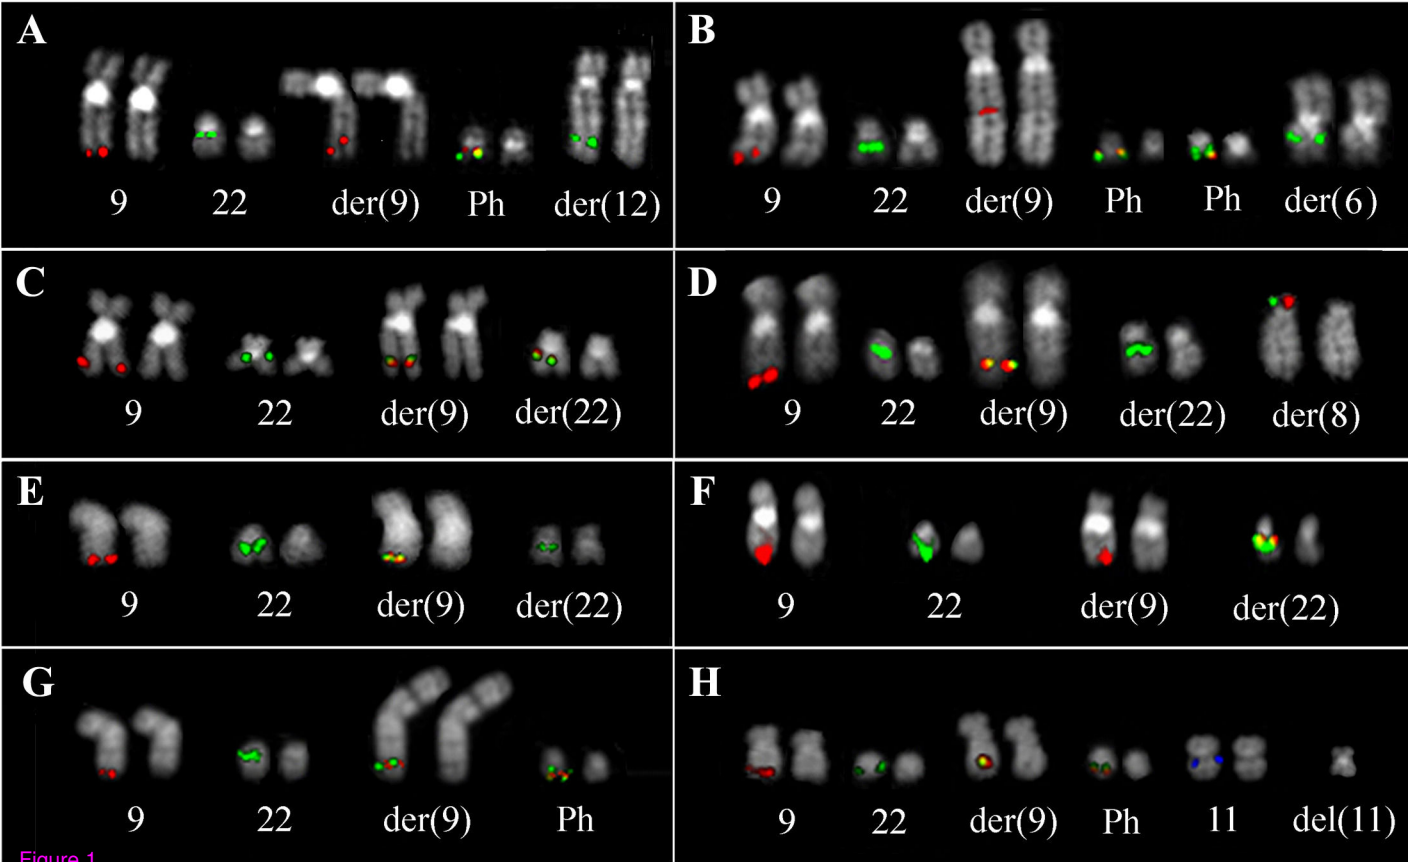 A
9 22 der(9) Ph der(12)
B
9 22 der(9) Ph Ph der(6)
C
9 22 der(9) der(22)
D
9 22 der(9) der(22) der(8)
E
9 22 der(9) der(22)
F
9 22 der(9) der(22)
G
9 22 der(9) Ph
H
9 22 der(9) Ph 11 del(11)
Figure 1